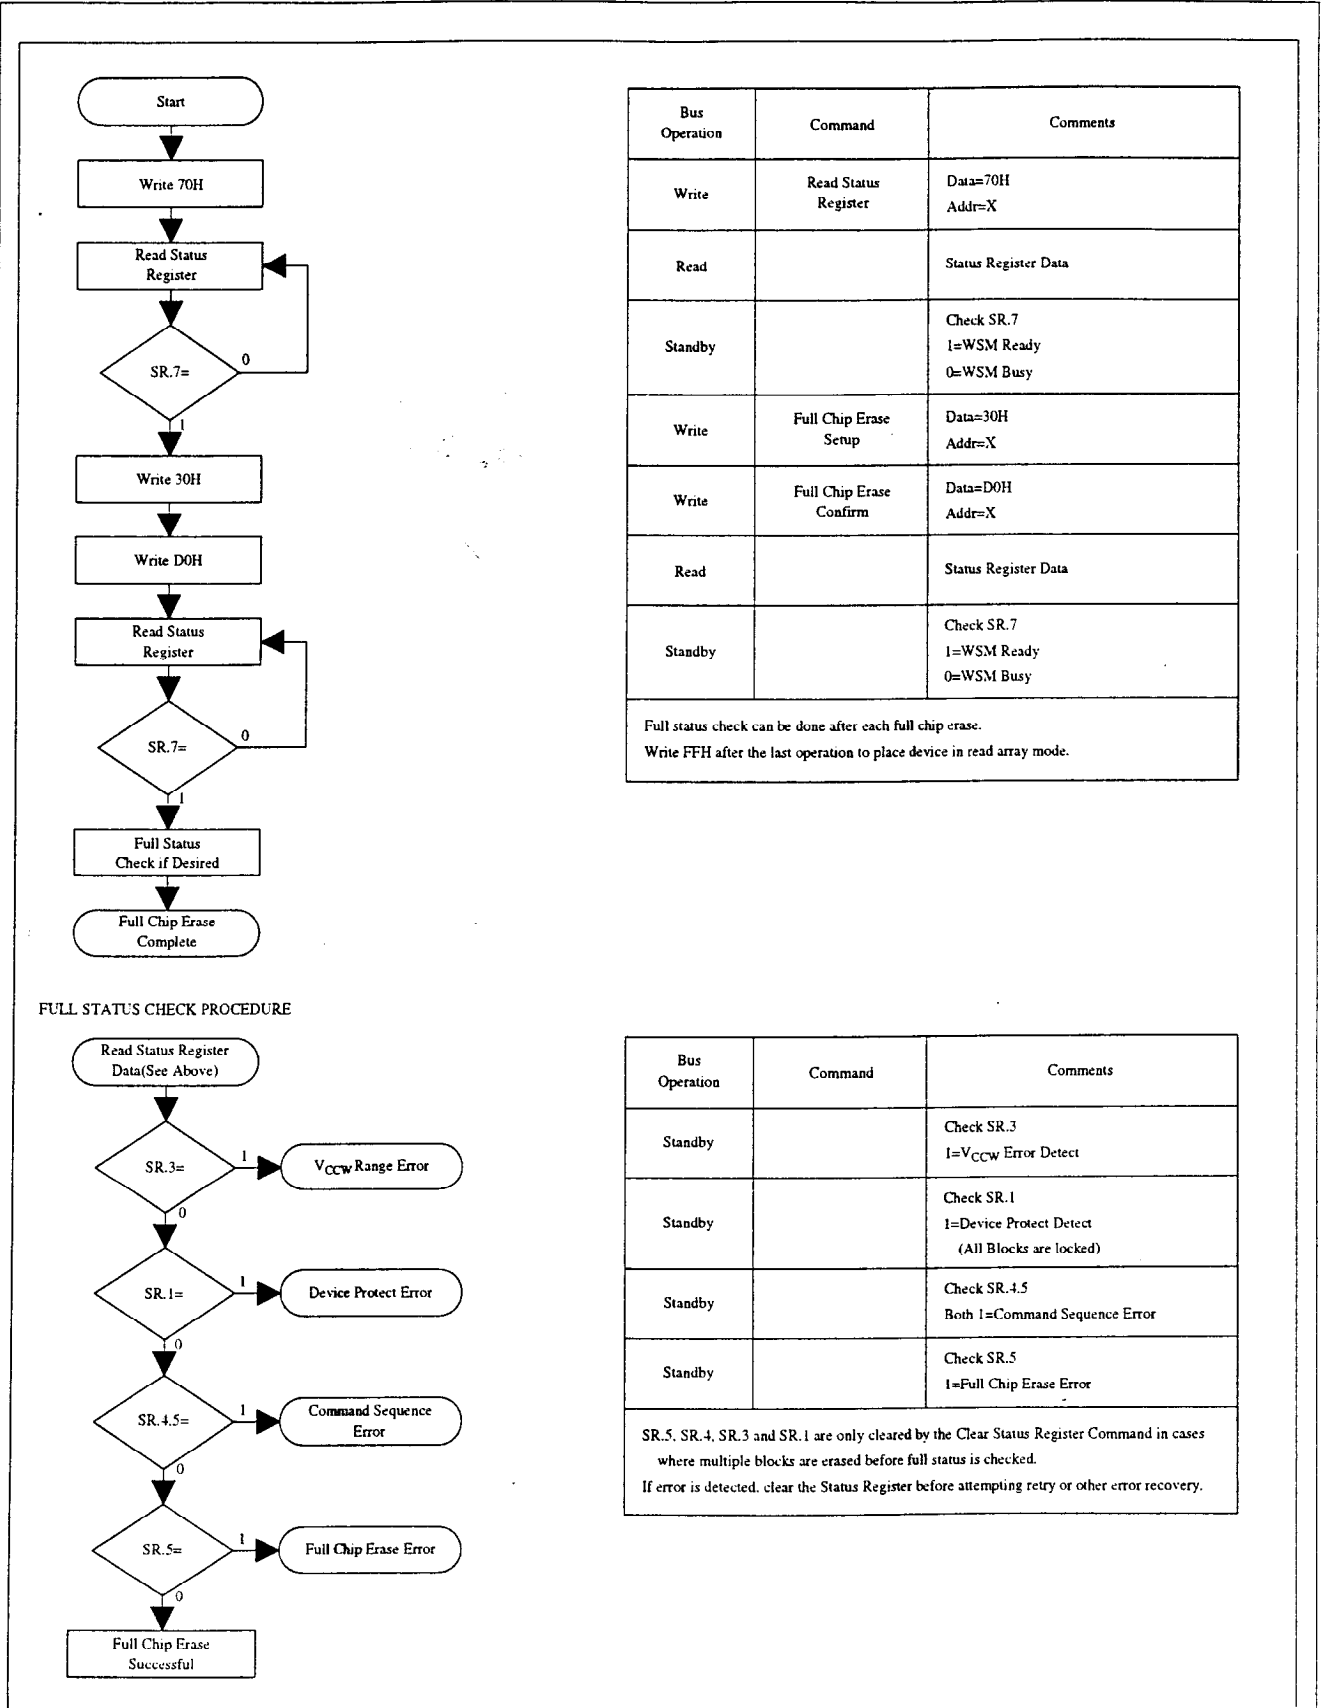 Start
Write 70H
Read Status
Register
SR.7=
0
1
Write 30H
Write D0H
Read Status
Register
SR.7=
0
1
Full Status
Check if Desired
Full Chip Erase
Complete
Bus
Operation
Command
Comments
Write
Read Status
Register
Data=70H
Addr=X
Read
Status Register Data
Standby
Check SR.7
1=WSM Ready
0=WSM Busy
Write
Full Chip Erase
Setup
Data=30H
Addr=X
Write
Full Chip Erase
Confirm
Data=D0H
Addr=X
Read
Status Register Data
Standby
Check SR.7
1=WSM Ready
0=WSM Busy
Full status check can be done after each full chip erase.
Write FFH after the last operation to place device in read array mode.
FULL STATUS CHECK PROCEDURE
Read Status Register
Data(See Above)
SR.3=
1
VCCW Range Error
0
SR.1=
1
Device Protect Error
0
SR.4.5=
1
Command Sequence
Error
0
SR.5=
1
Full Chip Erase Error
0
Full Chip Erase
Successful
Bus
Operation
Command
Comments
Standby
Check SR.3
1=VCCW Error Detect
Standby
Check SR.1
1=Device Protect Detect
(All Blocks are locked)
Standby
Check SR.4.5
Both 1=Command Sequence Error
Standby
Check SR.5
1=Full Chip Erase Error
SR.5, SR.4, SR.3 and SR.1 are only cleared by the Clear Status Register Command in cases
where multiple blocks are erased before full status is checked.
If error is detected, clear the Status Register before attempting retry or other error recovery.